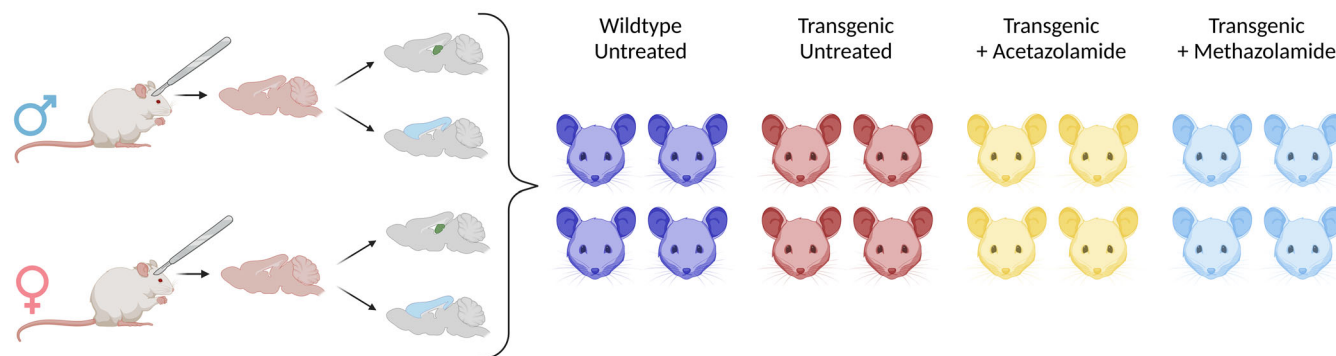 Wildtype
Untreated
Transgenic
Untreated
Transgenic
+ Acetazolamide
Transgenic
+ Methazolamide